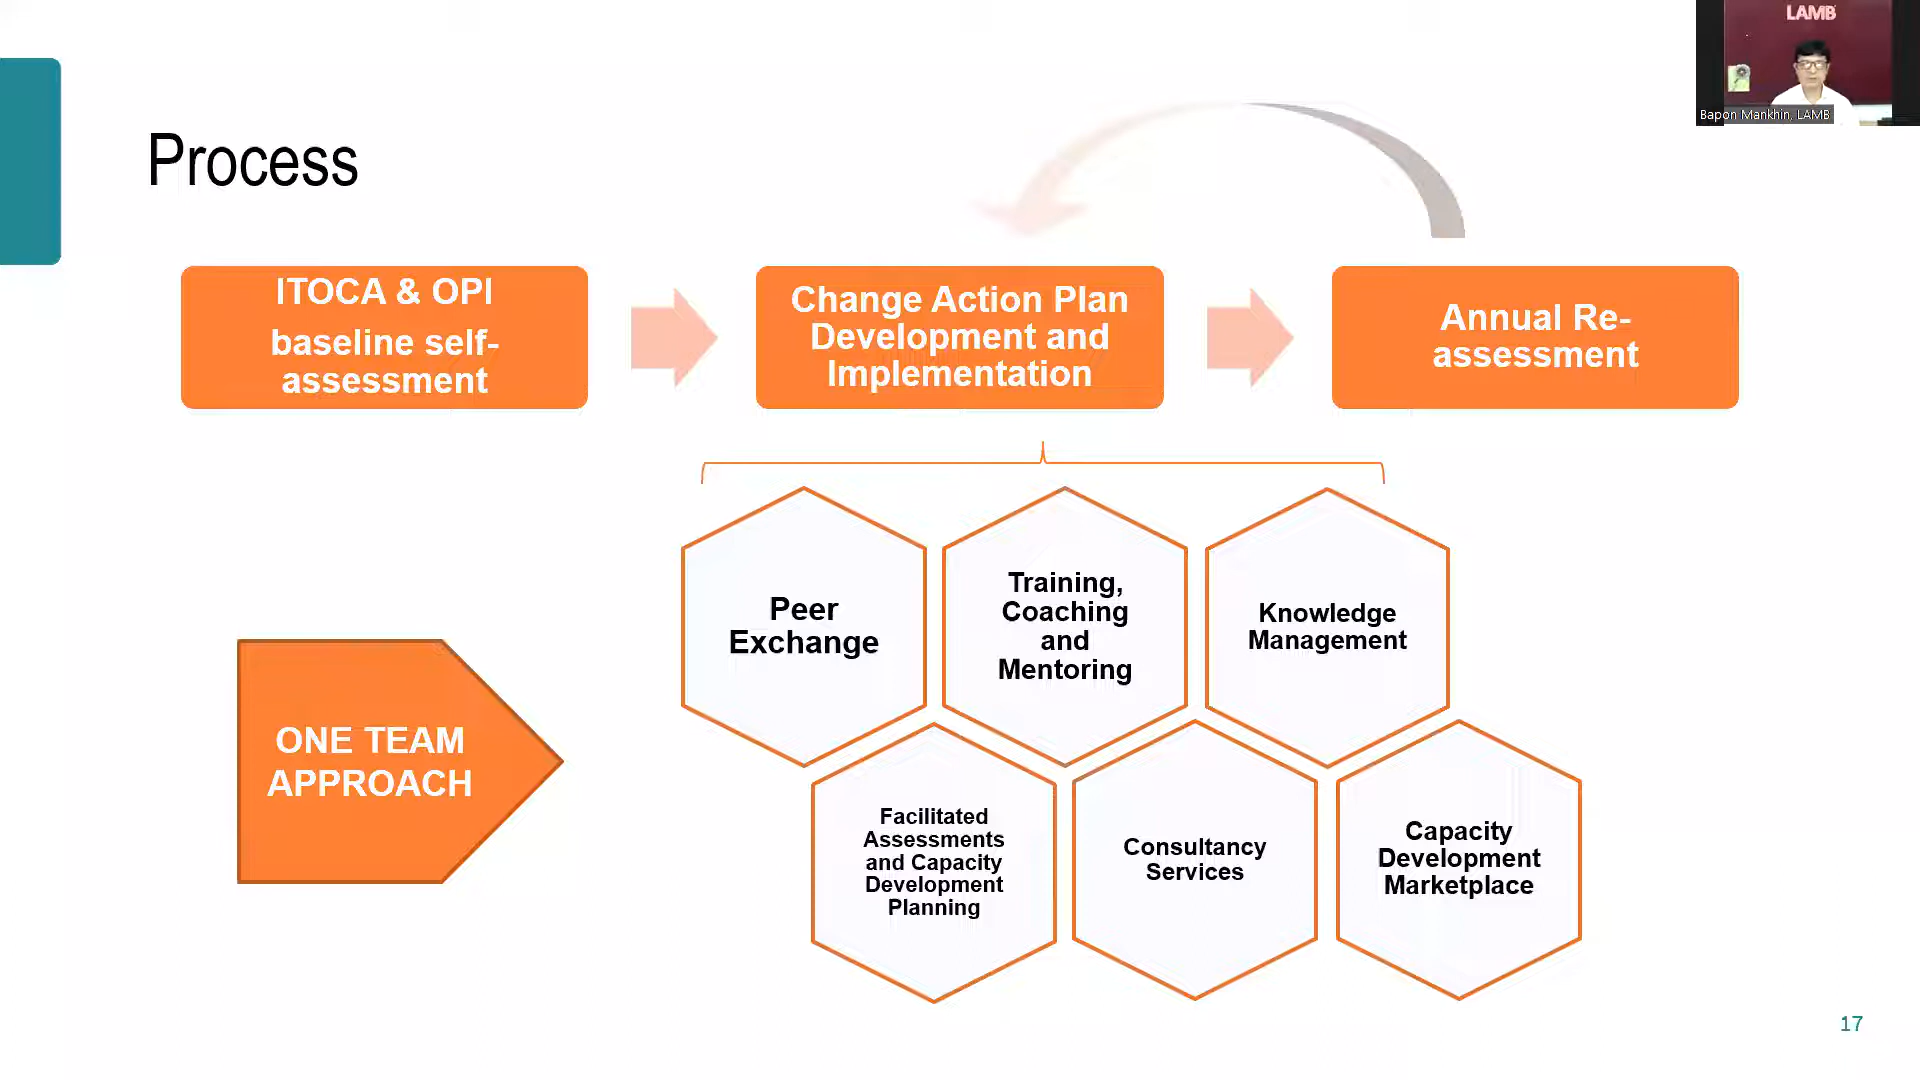 LAMB
Bapon Mankhin, LAMB
Process
ITOCA & OPI
baseline self-
assessment
Change Action Plan
Development and
Implementation
Annual Re-
assessment
Peer
Exchange
Training,
Coaching
and
Mentoring
Knowledge
Management
ONE TEAM
APPROACH
Facilitated
Assessments
and Capacity
Development
Planning
Consultancy
Services
Capacity
Development
Marketplace
17